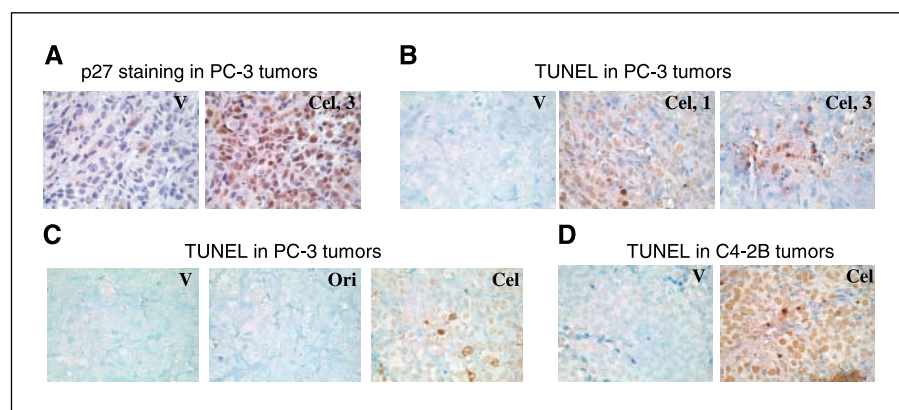 A
p27 staining in PC-3 tumors
V
Cel, 3
B
TUNEL in PC-3 tumors
V
Cel, 1
Cel, 3
C
TUNEL in PC-3 tumors
V
Ori
Cel
D
TUNEL in C4-2B tumors
V
Cel